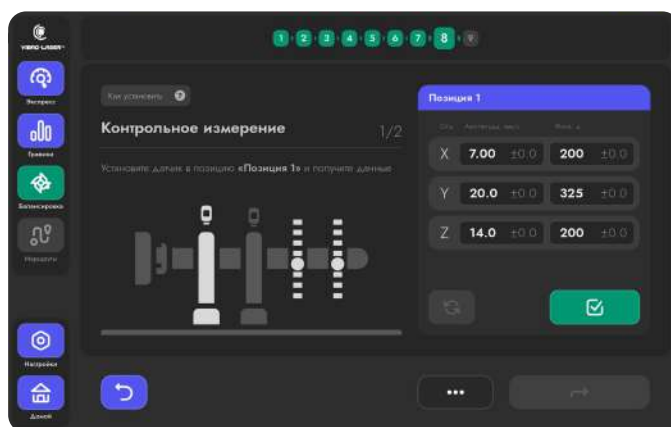 VIBRO-LASER
1 2 3 4 5 6 7 8 9
Экспресс
Графики
Балансировка
Маршруты
Настройки
Домой
Как установить ?
Контрольное измерение 1/2
Установите датчик в позицию «Позиция 1» и получите данные
Позиция 1
X 7.00 ±0.0 200 ±0.0
Y 20.0 ±0.0 325 ±0.0
Z 14.0 ±0.0 200 ±0.0